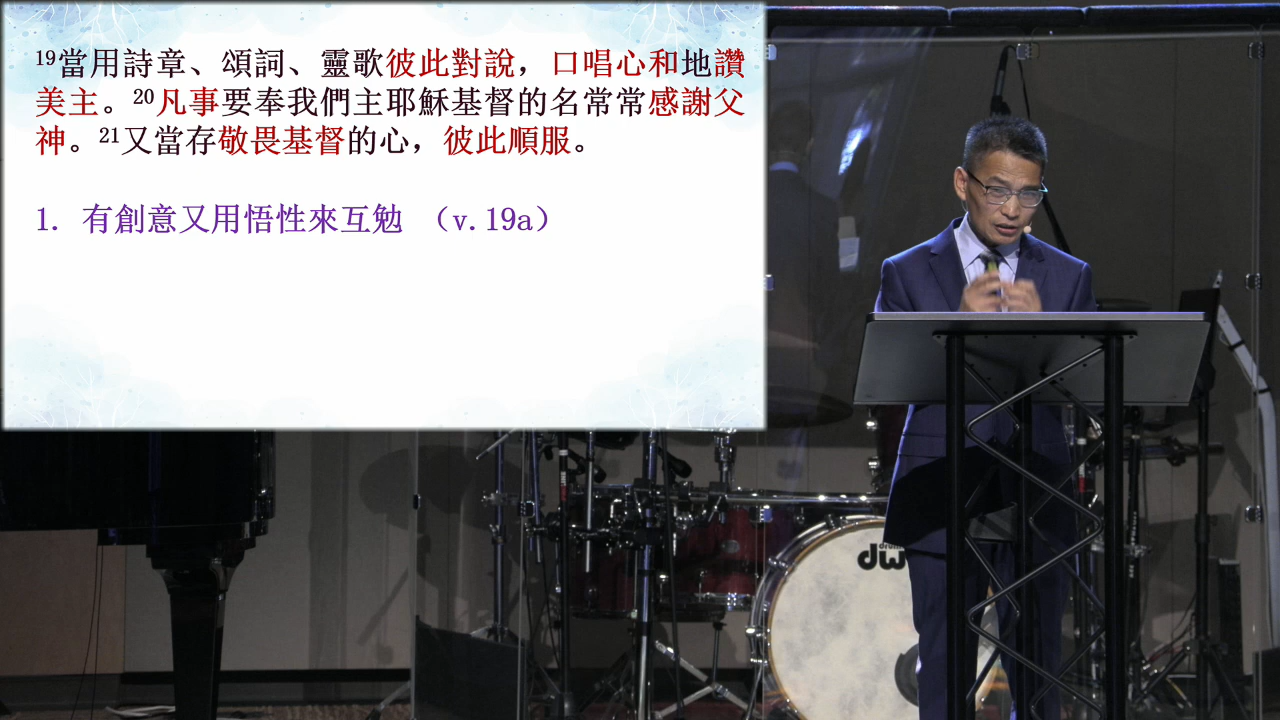 19當用詩章、頌詞、靈歌彼此對說，口唱心和地讚
美主。20凡事要奉我們主耶穌基督的名常常感謝父
神。21又當存敬畏基督的心，彼此順服。
1. 有創意又用悟性來互勉 （v.19a）
dw